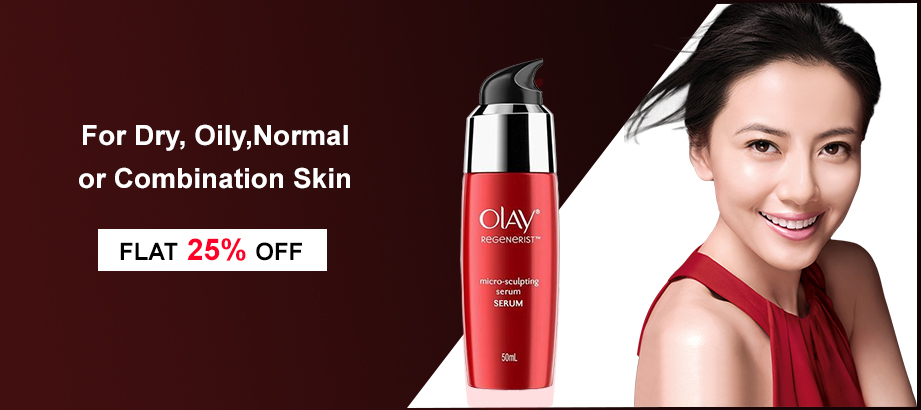 For Dry, Oily,Normal
or Combination Skin
FLAT 25% OFF
OLAY®
REGENERIST™
micro-sculpting
serum
SERUM
50mL